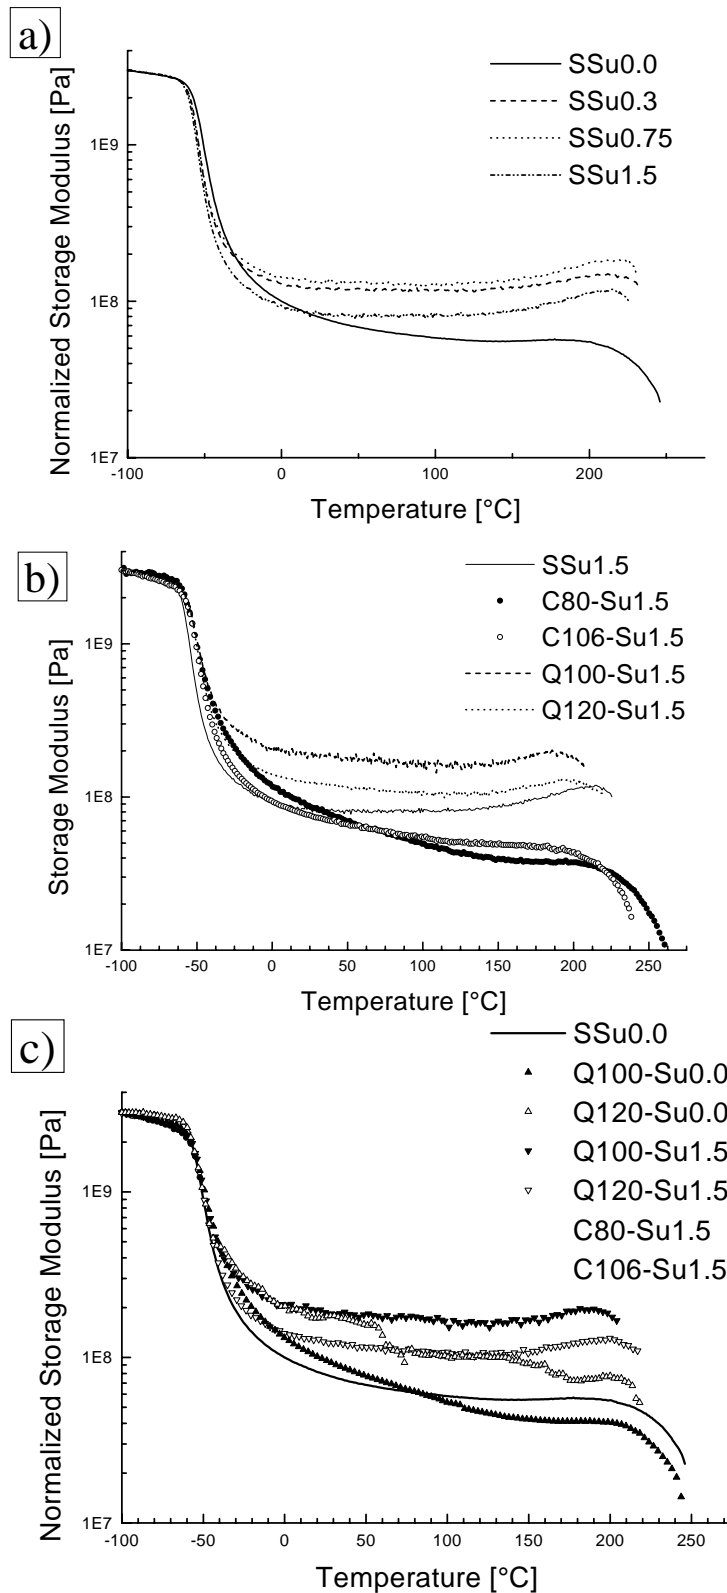 a)
Normalized Storage Modulus [Pa]
SSu0.0
SSu0.3
SSu0.75
SSu1.5
1E9
1E8
1E7
-100
0
100
200
Temperature [°C]
b)
Storage Modulus [Pa]
SSu1.5
C80-Su1.5
C106-Su1.5
Q100-Su1.5
Q120-Su1.5
1E9
1E8
1E7
-100
-50
0
50
100
150
200
250
Temperature [°C]
c)
Normalized Storage Modulus [Pa]
SSu0.0
Q100-Su0.0
Q120-Su0.0
Q100-Su1.5
Q120-Su1.5
C80-Su1.5
C106-Su1.5
1E9
1E8
1E7
-100
-50
0
50
100
150
200
250
Temperature [°C]